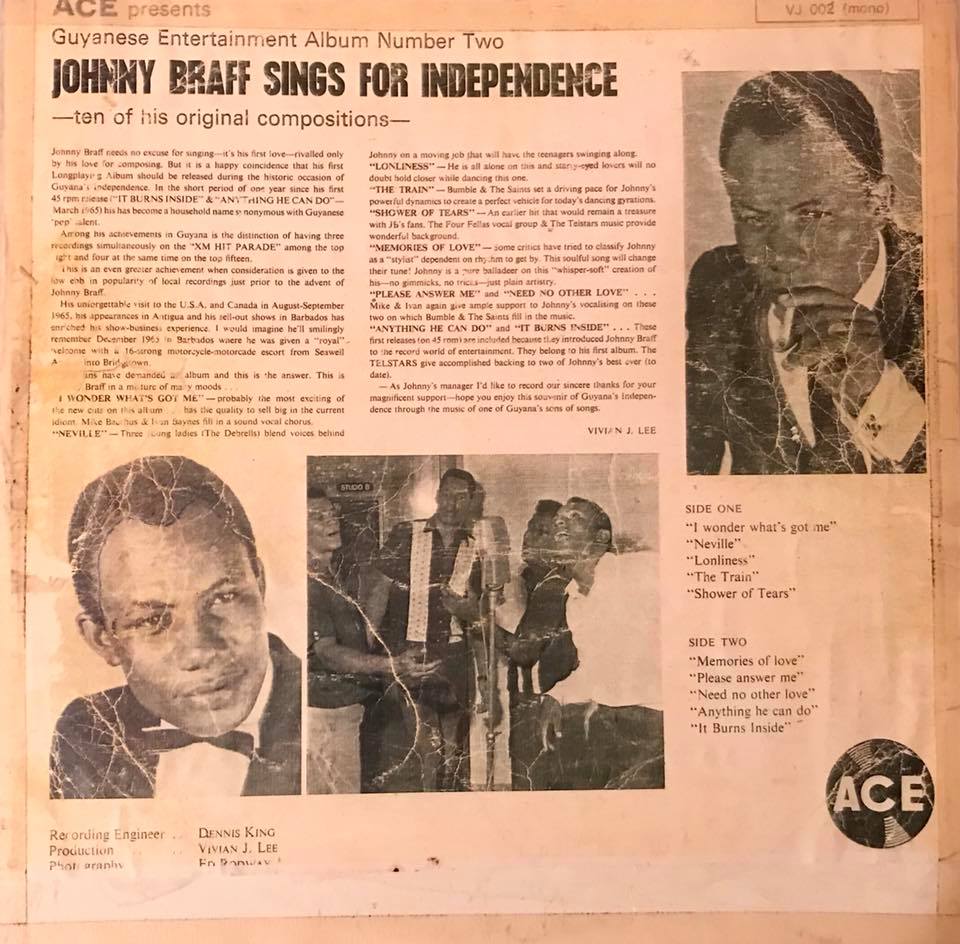 ACE presents
VJ 002 (mono)
Guyanese Entertainment Album Number Two
JOHNNY BRAFF SINGS FOR INDEPENDENCE
—ten of his original compositions—
Johnny Braff needs no excuse for singing—it's his first love—rivalled only
by his love for composing. But it is a happy coincidence that his first
Longplaying Album should be released during the historic occasion of
Guyana's independence. In the short period of one year since his first
45 rpm release ("IT BURNS INSIDE" & "ANYTHING HE CAN DO"—
March 1965) his has become a household name synonymous with Guyanese
"pop" talent.
Among his achievements in Guyana is the distinction of having three
recordings simultaneously on the "XM HIT PARADE" among the top
eight and four at the same time on the top fifteen.
This is an even greater achievement when consideration is given to the
low ebb in popularity of local recordings just prior to the advent of
Johnny Braff.
His unforgettable visit to the U.S.A. and Canada in August-September
1965, his appearances in Antigua and his sell-out shows in Barbados has
enriched his show-business experience. I would imagine he'll smilingly
remember December 1965 in Barbados where he was given a "royal"
welcome with a 16-strong motorcycle-motorcade escort from Seawell
into Bridgetown.
have demanded album and this is the answer. This is
Braff in a mixture of many moods . . .
"I WONDER WHAT'S GOT ME"—probably the most exciting of
the new cuts on this album has the quality to sell big in the current
idiom. Mike Bacchus & Ivan Baynes fill in a sound vocal chorus.
"NEVILLE"—Three young ladies (The Debrells) blend voices behind
Johnny on a moving job that will have the teenagers swinging along.
"LONLINESS"—He is all alone on this and starry-eyed lovers will no
doubt hold closer while dancing this one.
"THE TRAIN"—Bumble & The Saints set a driving pace for Johnny's
powerful dynamics to create a perfect vehicle for today's dancing gyrations.
"SHOWER OF TEARS"—An earlier hit that would remain a treasure
with Jb's fans. The Four Fellas vocal group & The Telstars music provide
wonderful background.
"MEMORIES OF LOVE"—some critics have tried to classify Johnny
as a "stylist" dependent on rhythm to get by. This soulful song will change
their tune! Johnny is a pure balladeer on this "whisper-soft" creation of
his—no gimmicks, no tricks—just plain artistry.
"PLEASE ANSWER ME" and "NEED NO OTHER LOVE" . . .
Mike & Ivan again give ample support to Johnny's vocalising on these
two on which Bumble & The Saints fill in the music.
"ANYTHING HE CAN DO" and "IT BURNS INSIDE" . . . These
first releases (on 45 rpm) are included because they introduced Johnny Braff
to the record world of entertainment. They belong to his first album. The
TELSTARS give accomplished backing to two of Johnny's best ever (to
date).
— As Johnny's manager I'd like to record our sincere thanks for your
magnificent support—hope you enjoy this souvenir of Guyana's Indepen-
dence through the music of one of Guyana's sons of songs.
VIVIAN J. LEE
STUDIO B
SIDE ONE
"I wonder what's got me"
"Neville"
"Lonliness"
"The Train"
"Shower of Tears"
SIDE TWO
"Memories of love"
"Please answer me"
"Need no other love"
"Anything he can do"
"It Burns Inside"
ACE
Recording Engineer . . DENNIS KING
Production . . . . VIVIAN J. LEE
Photography